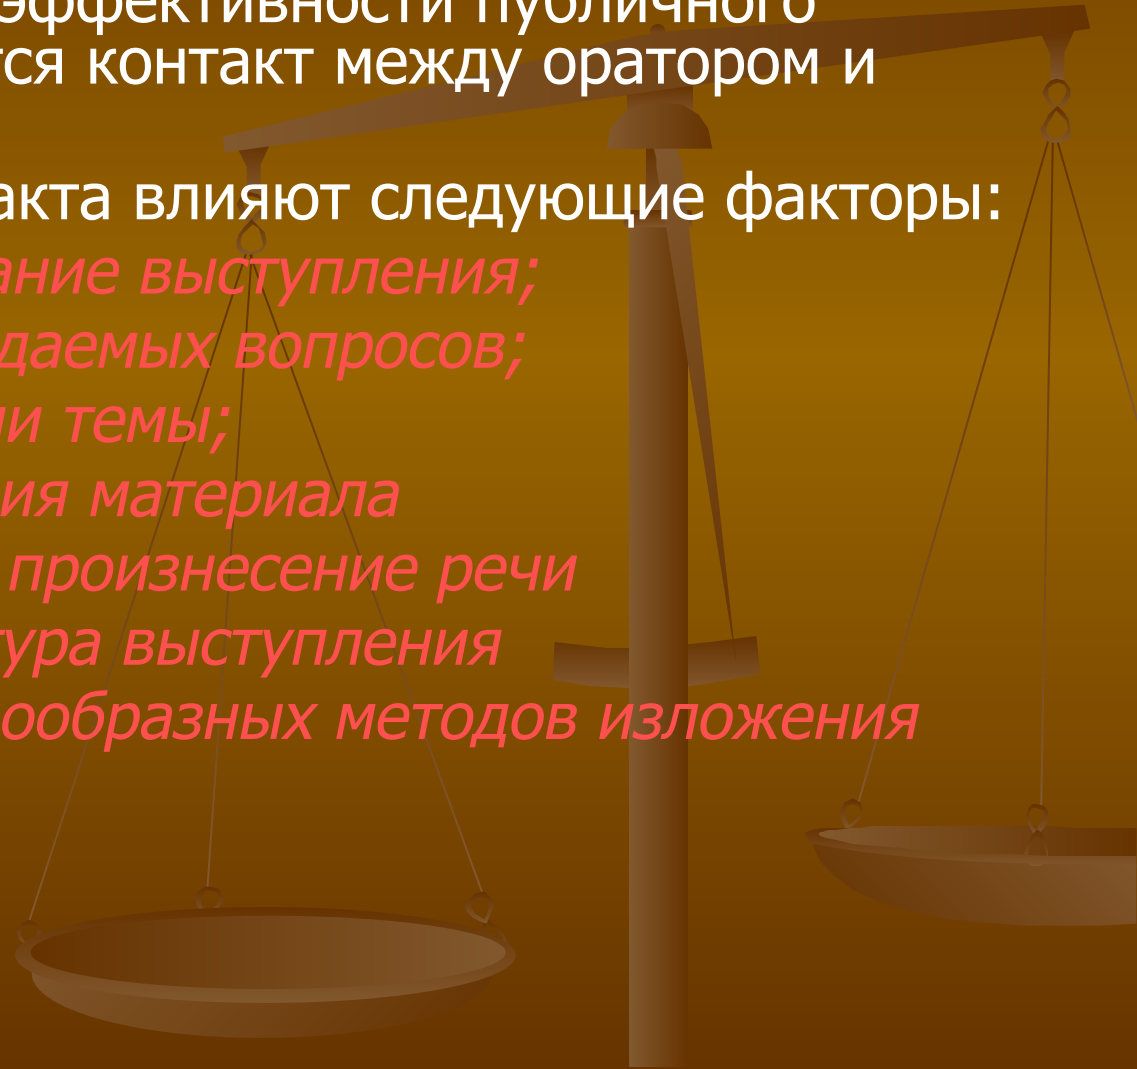 эффективности публичного
тся контакт между оратором и
акта влияют следующие факторы:
ание выступления;
даемых вопросов;
ии темы;
ия материала
произнесение речи
тура выступления
ообразных методов изложения